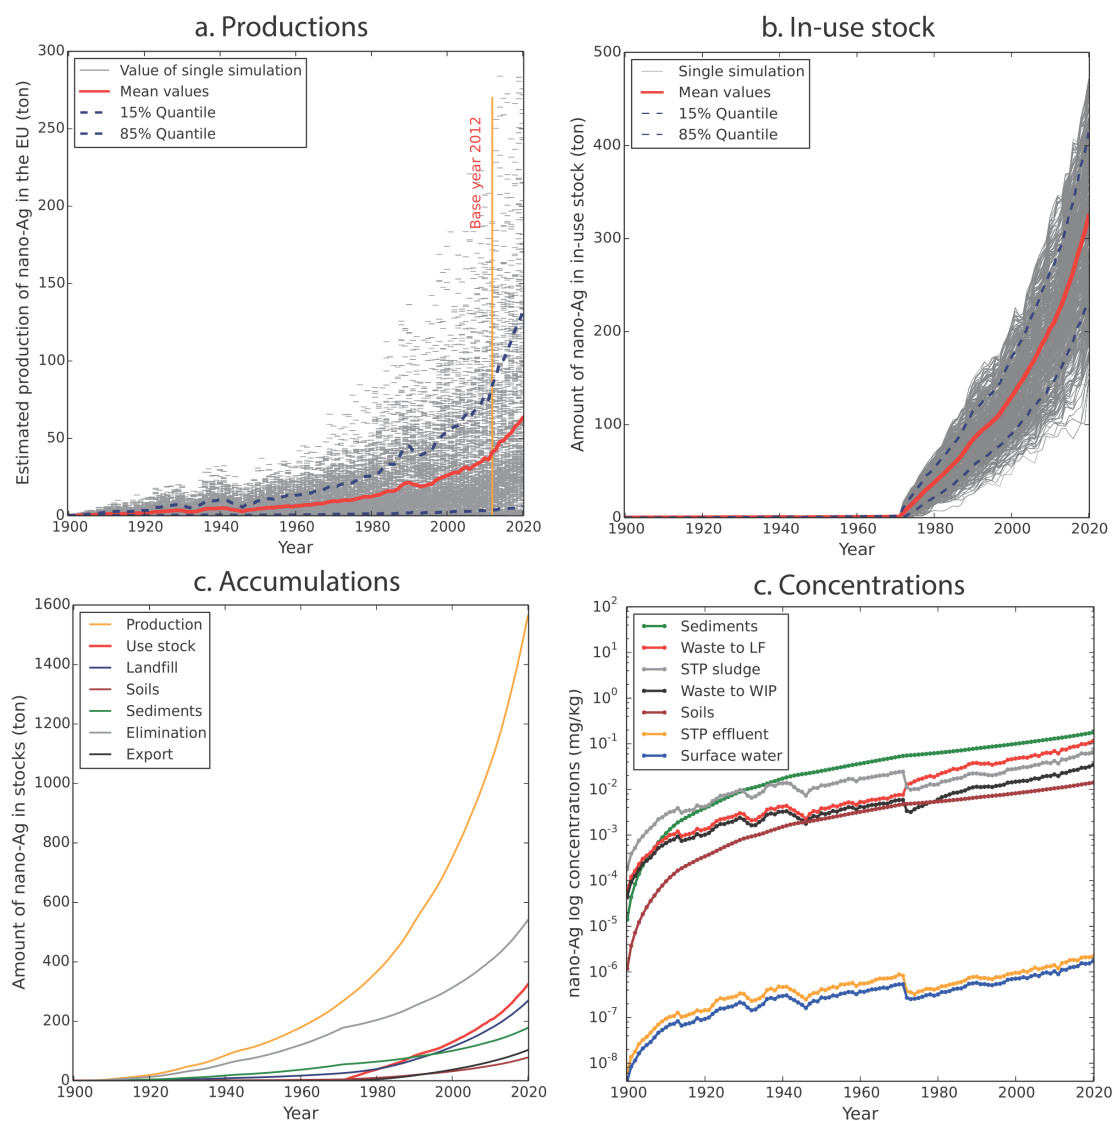 a. Productions
300
250
200
150
100
50
0
Estimated production of nano-Ag in the EU (ton)
Value of single simulation
Mean values
15% Quantile
85% Quantile
Base year 2012
1900 1920 1940 1960 1980 2000 2020
Year
b. In-use stock
500
400
300
200
100
0
Amount of nano-Ag in in-use stock (ton)
Single simulation
Mean values
15% Quantile
85% Quantile
1900 1920 1940 1960 1980 2000 2020
Year
c. Accumulations
1600
1400
1200
1000
800
600
400
200
0
Amount of nano-Ag in stocks (ton)
Production
Use stock
Landfill
Soils
Sediments
Elimination
Export
1900 1920 1940 1960 1980 2000 2020
Year
c. Concentrations
10^2
10^1
10^0
10^-1
10^-2
10^-3
10^-4
10^-5
10^-6
10^-7
10^-8
nano-Ag log concentrations (mg/kg)
Sediments
Waste to LF
STP sludge
Waste to WIP
Soils
STP effluent
Surface water
1900 1920 1940 1960 1980 2000 2020
Year